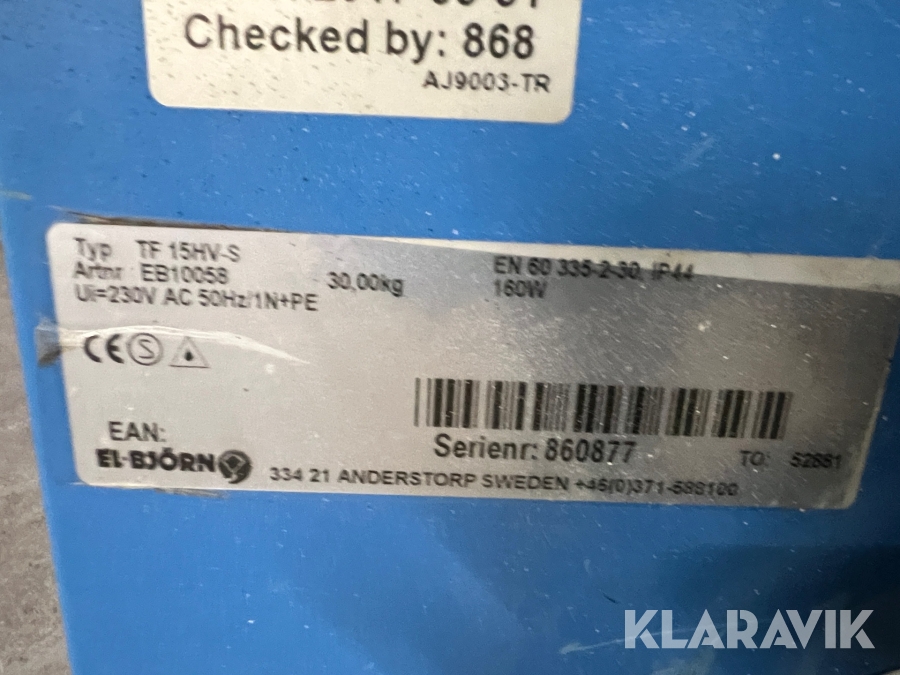 Checked by: 868
AJ9003-TR
Typ TF 15HV-S
Artnr EB10058 30,00kg EN 60 335-2-30, IP44
Ui=230V AC 50Hz/1N+PE 160W
CE S
EAN:
Serienr: 860877
EL-BJÖRN TO: 52881
334 21 ANDERSTORP SWEDEN +46(0)371-588100
KLARAVIK